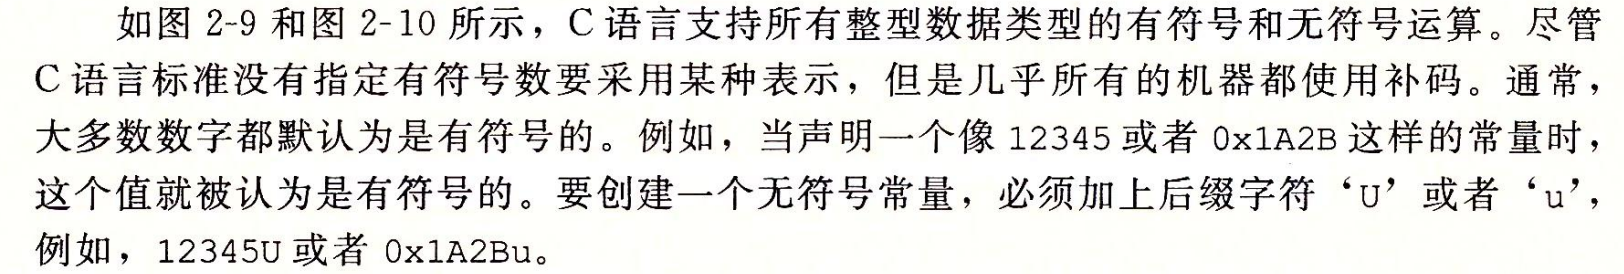 如图 2-9 和图 2-10 所示，C 语言支持所有整型数据类型的有符号和无符号运算。尽管
C 语言标准没有指定有符号数要采用某种表示，但是几乎所有的机器都使用补码。通常，
大多数数字都默认为是有符号的。例如，当声明一个像 12345 或者 0x1A2B 这样的常量时，
这个值就被认为是有符号的。要创建一个无符号常量，必须加上后缀字符‘U’或者‘u’，
例如，12345U 或者 0x1A2Bu。